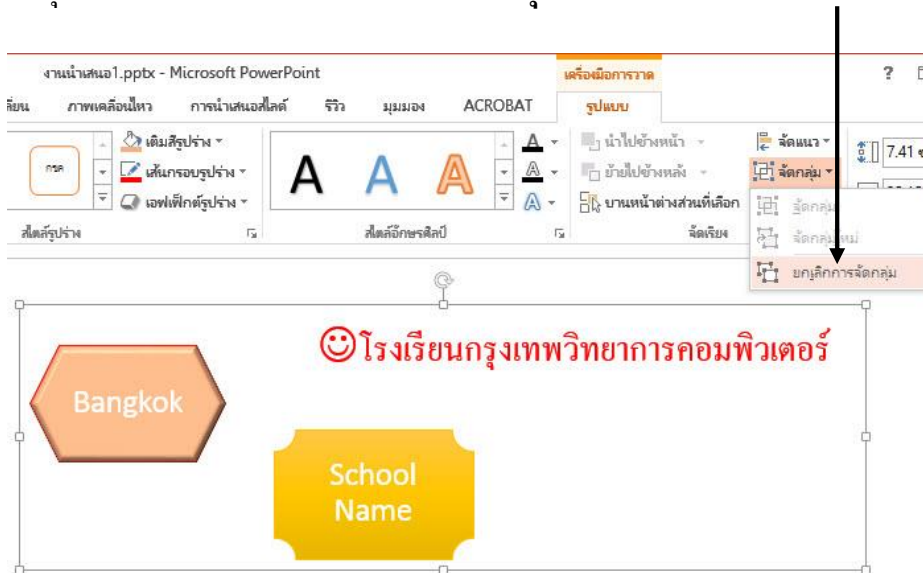 งานนำเสนอ1.pptx - Microsoft PowerPoint
เครื่องมือการวาด
?
ภาพเคลื่อนไหว การนำเสนอสไลด์ รีวิว มุมมอง ACROBAT รูปแบบ
กรค
เติมสีรูปร่าง
เส้นกรอบรูปร่าง
เอฟเฟ็กต์รูปร่าง
A A A
A
A
A
นำไปข้างหน้า
ย้ายไปข้างหลัง
บานหน้าต่างส่วนที่เลือก
จัดแนว
จัดกลุ่ม
7.41
สไตล์รูปร่าง
สไตล์อักษรศิลป์
จัดเรียง
จัดกลุ่ม
จัดกลุ่มใหม่
ยกเลิกการจัดกลุ่ม
โรงเรียนกรุงเทพวิทยาการคอมพิวเตอร์
Bangkok
School
Name